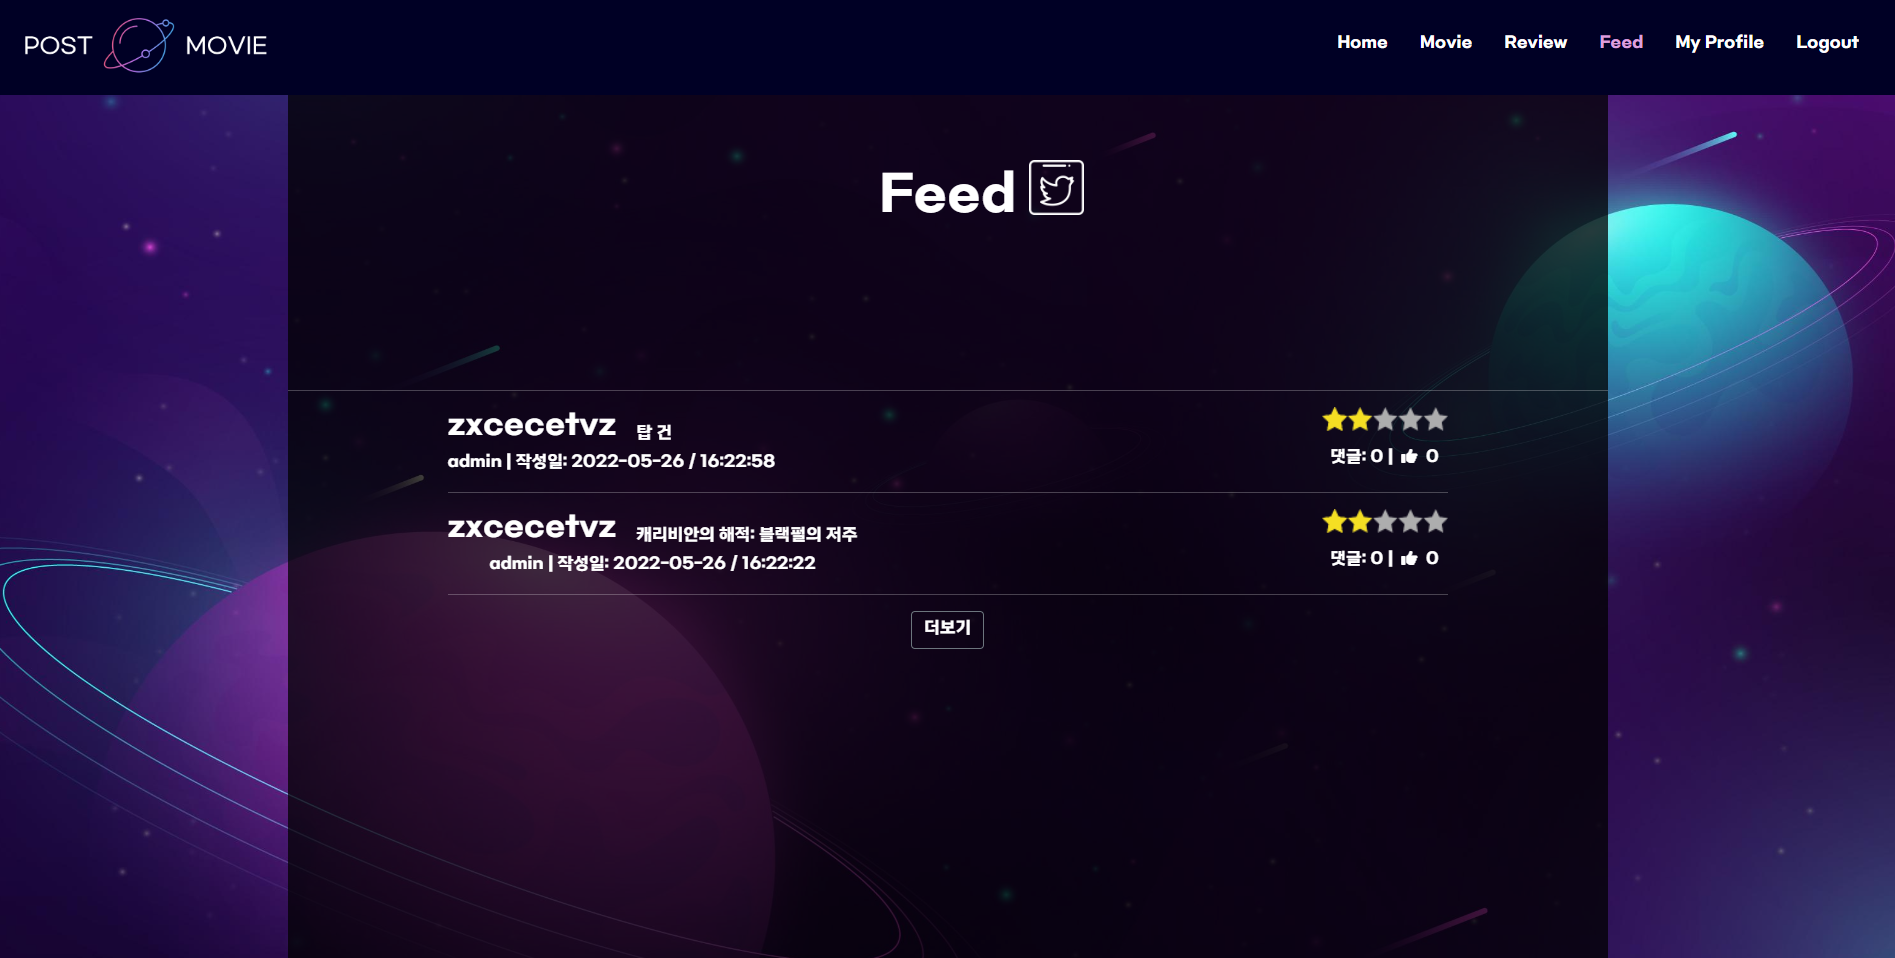 POST MOVIE
Home Movie Review Feed My Profile Logout
Feed
zxcecetvz 탑 건
admin | 작성일: 2022-05-26 / 16:22:58
댓글: 0 | 0
zxcecetvz 캐리비안의 해적: 블랙펄의 저주
admin | 작성일: 2022-05-26 / 16:22:22
댓글: 0 | 0
더보기